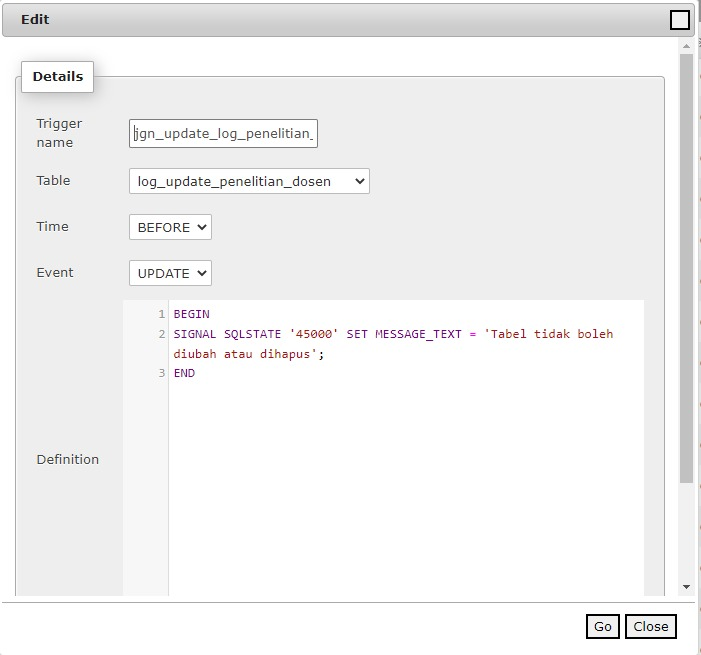 Edit
Details
Trigger
name
jgn_update_log_penelitian_
Table
log_update_penelitian_dosen
Time
BEFORE
Event
UPDATE
Definition
1 BEGIN
2 SIGNAL SQLSTATE '45000' SET MESSAGE_TEXT = 'Tabel tidak boleh
diubah atau dihapus';
3 END
Go
Close